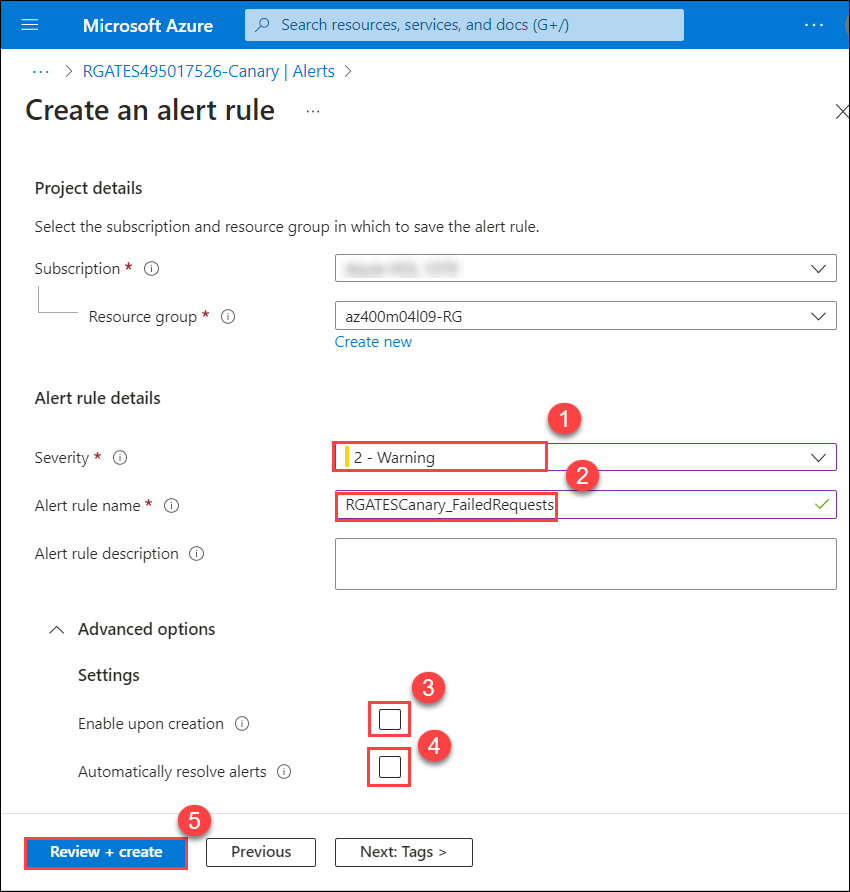 Microsoft Azure
Search resources, services, and docs (G+/)
...
... > RGATES495017526-Canary | Alerts >
Create an alert rule ...
Project details
Select the subscription and resource group in which to save the alert rule.
Subscription *
Resource group *
az400m04l09-RG
Create new
Alert rule details
1
Severity *
2 - Warning
2
Alert rule name *
RGATESCanary_FailedRequests
Alert rule description
Advanced options
Settings
3
Enable upon creation
4
Automatically resolve alerts
5
Review + create
Previous
Next: Tags >